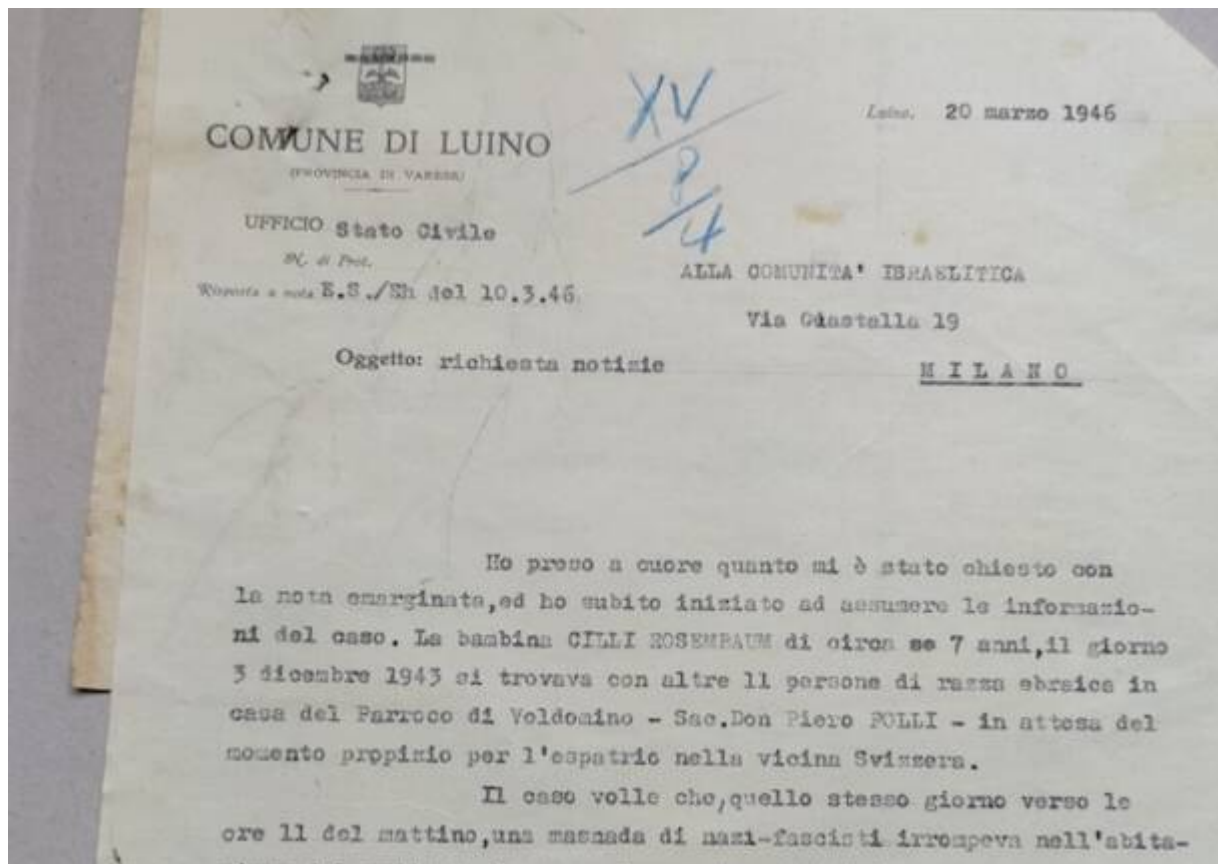 COMUNE DI LUINO
(PROVINCIA DI VARESE)
XV
8
4
Luino, 20 marzo 1946
UFFICIO Stato Civile
N. di Prot.
Risposta a nota E.S./Sh del 10.3.46
ALLA COMUNITA' ISRAELITICA
Via Guastalla 19
MILANO
Oggetto: richiesta notizie
Ho preso a cuore quanto mi è stato chiesto con
la nota emarginata,ed ho subito iniziato ad assumere le informazio-
ni del caso. La bambina CILLI ROSEMBAUM di circa se 7 anni,il giorno
3 dicembre 1943 si trovava con altre 11 persone di razza ebraica in
casa del Parroco di Voldomino - Sac.Don Piero FOLLI - in attesa del
momento propizio per l'espatrio nella vicina Svizzera.
Il caso volle che,quello stesso giorno verso le
ore 11 del mattino,una masnada di nazi-fascisti irrompeva nell'abita-